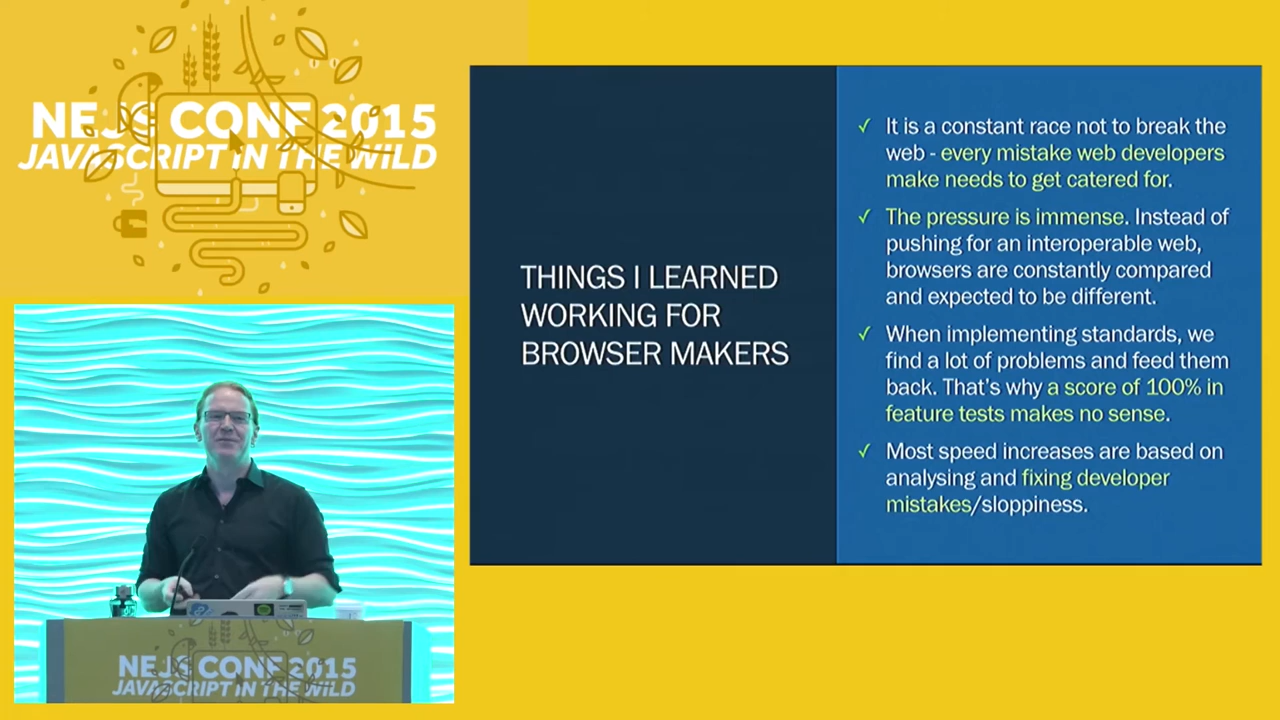 NEJS CONF 2015
JAVASCRIPT IN THE WILD
THINGS I LEARNED
WORKING FOR
BROWSER MAKERS
✓ It is a constant race not to break the
web - every mistake web developers
make needs to get catered for.
✓ The pressure is immense. Instead of
pushing for an interoperable web,
browsers are constantly compared
and expected to be different.
✓ When implementing standards, we
find a lot of problems and feed them
back. That's why a score of 100% in
feature tests makes no sense.
✓ Most speed increases are based on
analysing and fixing developer
mistakes/sloppiness.
NEJS CONF 2015
JAVASCRIPT IN THE WILD